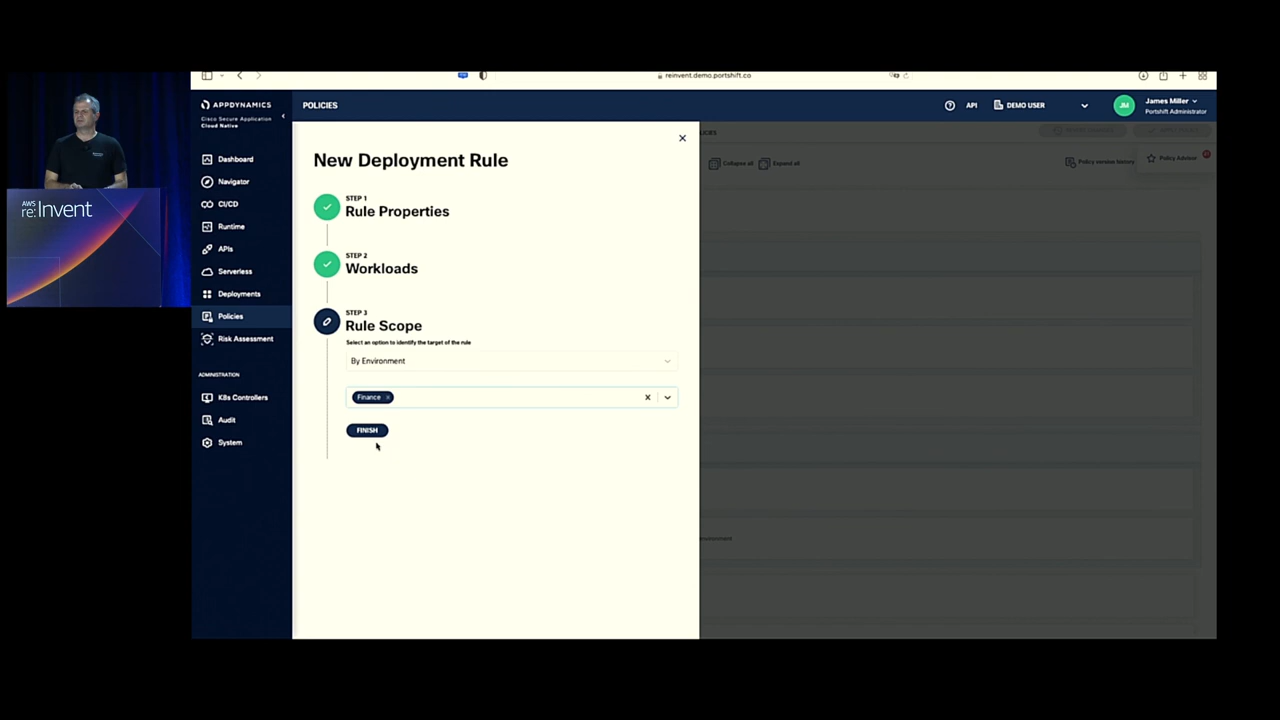 aws
re:Invent
reinvent.demo.portshift.co
APPDYNAMICS
Cisco Secure Application
Cloud Native
POLICIES
API
DEMO USER
JM
James Miller
Portshift Administrator
Dashboard
Navigator
CI/CD
Runtime
APIs
Serverless
Deployments
Policies
Risk Assessment
ADMINISTRATION
K8s Controllers
Audit
System
New Deployment Rule
STEP 1
Rule Properties
STEP 2
Workloads
STEP 3
Rule Scope
Select an option to identify the target of the rule
By Environment
Finance
FINISH
Collapse all
Expand all
Policy version history
Policy Advisor